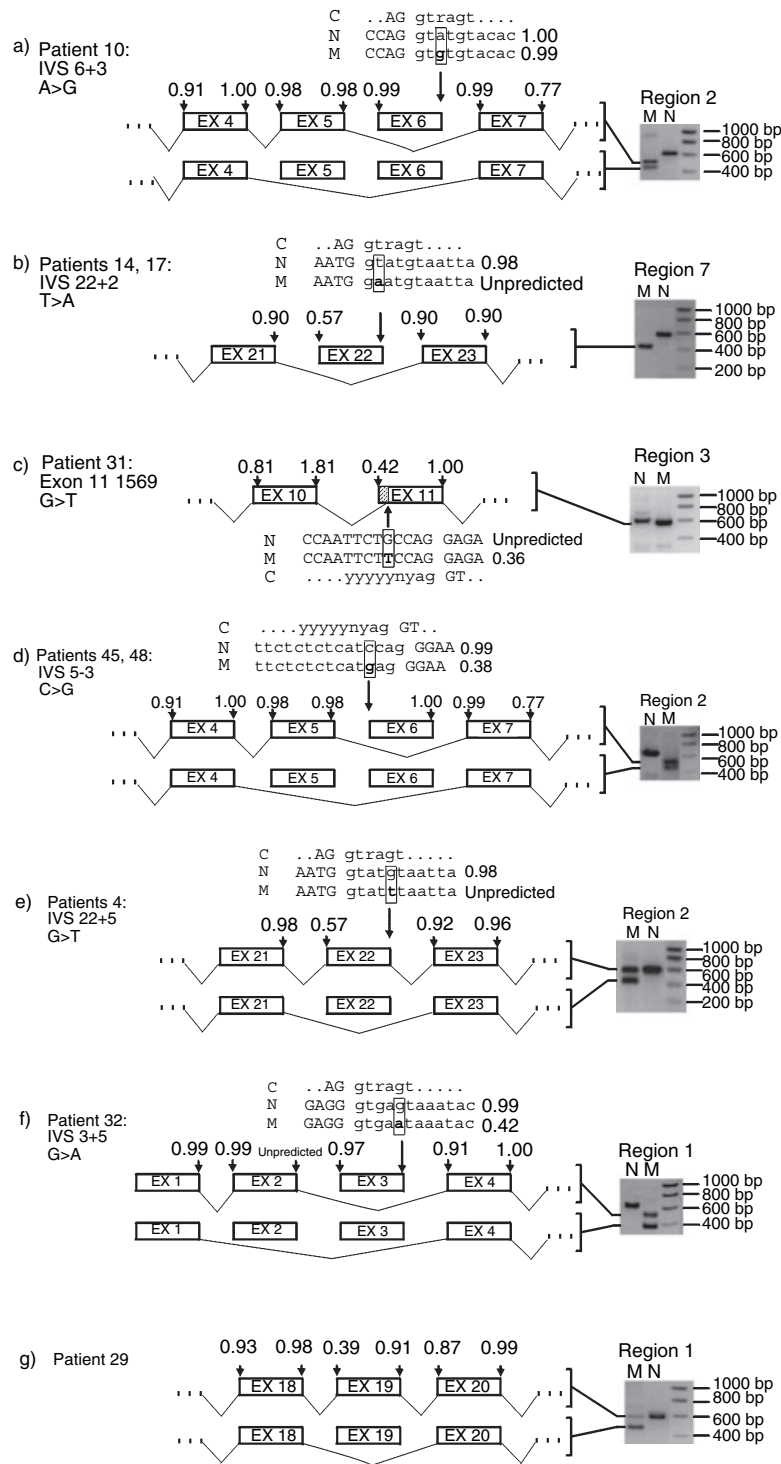 C ..AG gtragt....
a) Patient 10: N CCAG gtatgtacac 1.00
IVS 6+3 M CCAG gtgtgtacac 0.99
A>G
0.91 1.00 0.98 0.98 0.99 0.99 0.77
Region 2
M N
EX 4 EX 5 EX 6 EX 7
1000 bp
800 bp
600 bp
400 bp
EX 4 EX 5 EX 6 EX 7
C ..AG gtragt....
b) Patients 14, 17: N AATG gtatgtaatta 0.98
IVS 22+2 M AATG gaatgtaatta Unpredicted
T>A
Region 7
M N
0.90 0.57 0.90 0.90
EX 21 EX 22 EX 23
1000 bp
800 bp
600 bp
400 bp
200 bp
c) Patient 31:
Exon 11 1569
G>T
0.81 1.81 0.42 1.00
Region 3
N M
EX 10 EX 11
1000 bp
800 bp
600 bp
400 bp
N CCAATTCTGCCAG GAGA Unpredicted
M CCAATTCTTCCAG GAGA 0.36
C ....yyyyynyag GT..
C ....yyyyynyag GT..
d) Patients 45, 48: N ttctctctcatccag GGAA 0.99
IVS 5-3 M ttctctctcatgag GGAA 0.38
C>G
0.91 1.00 0.98 0.98 1.00 0.99 0.77
Region 2
N M
EX 4 EX 5 EX 6 EX 7
1000 bp
800 bp
600 bp
400 bp
EX 4 EX 5 EX 6 EX 7
C ..AG gtragt.....
N AATG gtatgtaatta 0.98
M AATG gtatttaatta Unpredicted
e) Patients 4:
IVS 22+5
G>T
0.98 0.57 0.92 0.96
Region 2
M N
EX 21 EX 22 EX 23
1000 bp
800 bp
600 bp
400 bp
200 bp
EX 21 EX 22 EX 23
C ..AG gtragt.....
N GAGG gtgagtaaatac 0.99
M GAGG gtgaataaatac 0.42
f) Patient 32:
IVS 3+5
G>A
0.99 0.99 Unpredicted 0.97 0.91 1.00
Region 1
N M
EX 1 EX 2 EX 3 EX 4
1000 bp
800 bp
600 bp
400 bp
EX 1 EX 2 EX 3 EX 4
g) Patient 29
0.93 0.98 0.39 0.91 0.87 0.99
Region 1
M N
EX 18 EX 19 EX 20
1000 bp
800 bp
600 bp
400 bp
EX 18 EX 19 EX 20